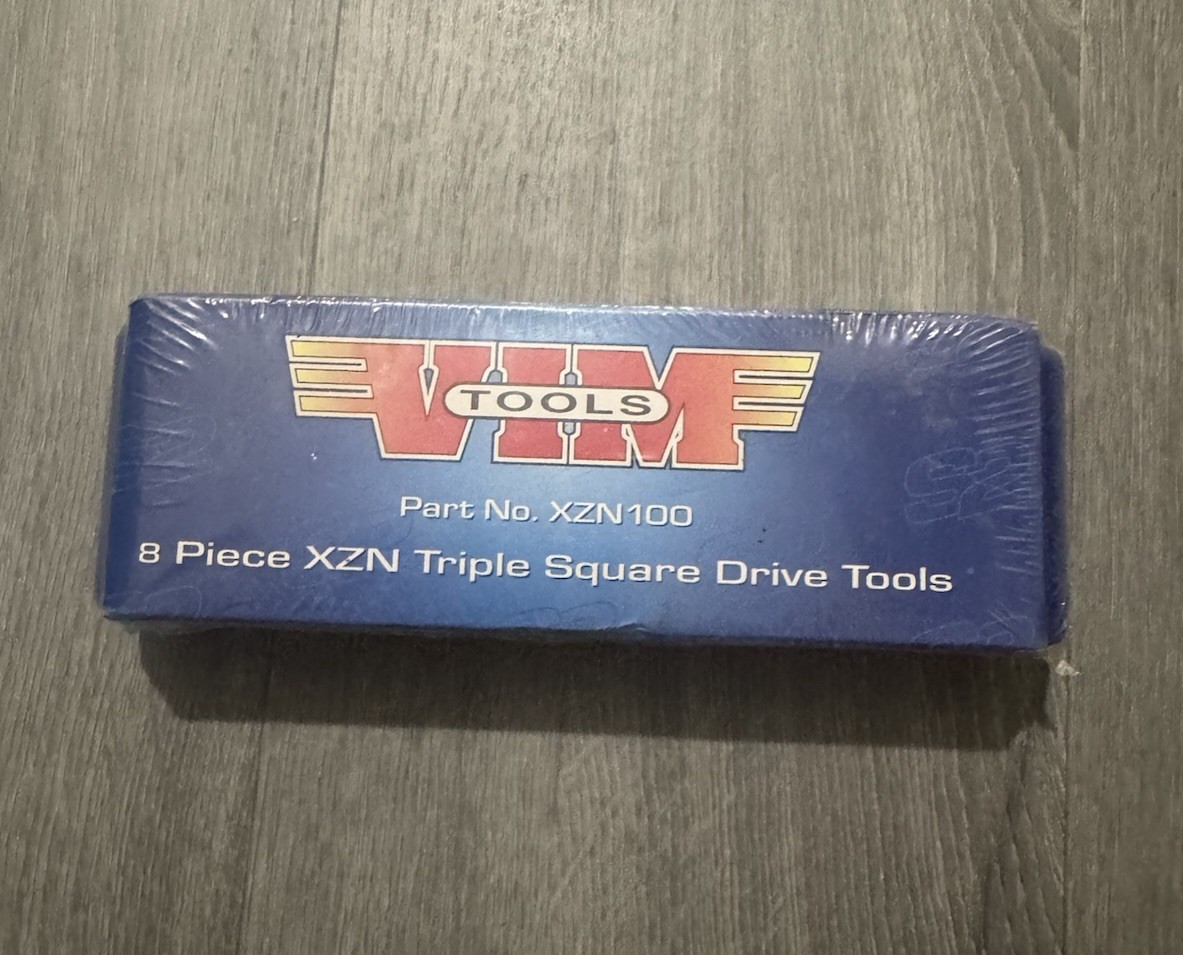 VIM
TOOLS
Part No. XZN100
8 Piece XZN Triple Square Drive Tools